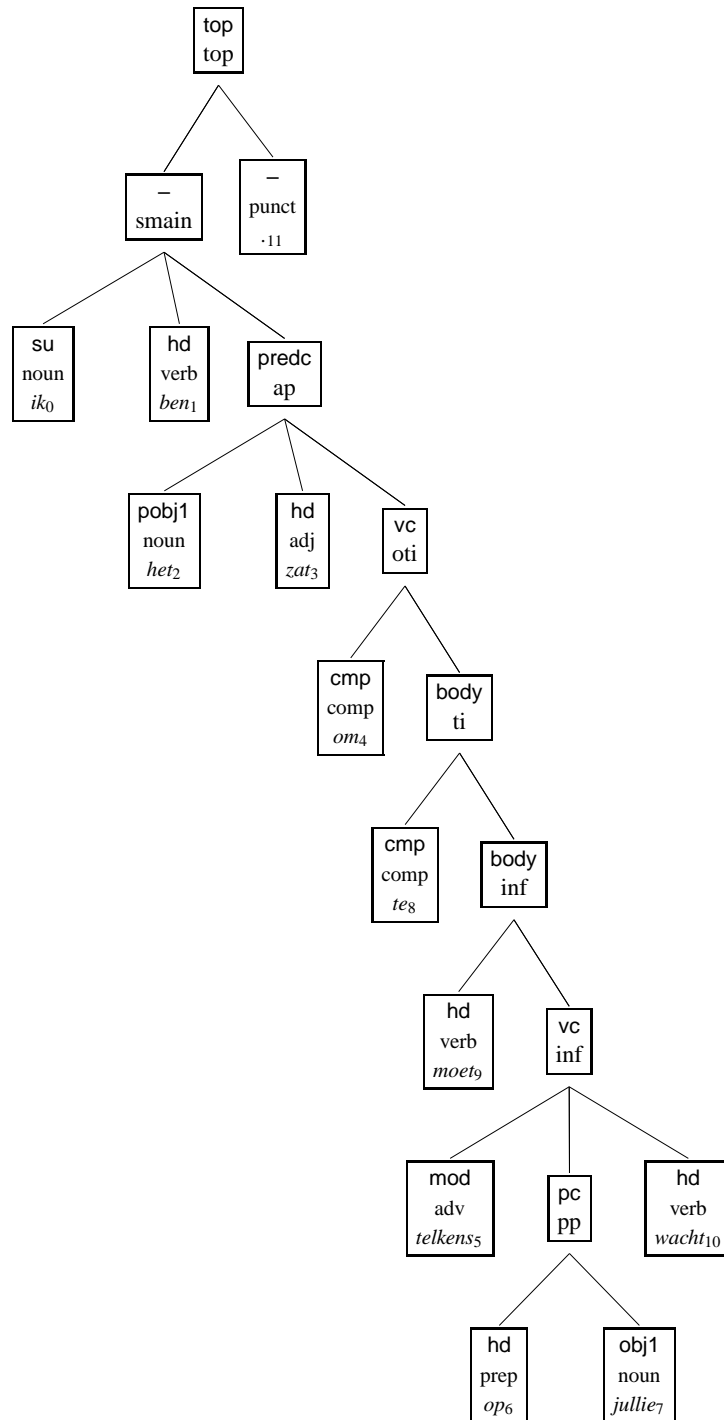 top
top
–
smain
–
punct
.11
su
noun
ik0
hd
verb
ben1
predc
ap
pobj1
noun
het2
hd
adj
zat3
vc
oti
cmp
comp
om4
body
ti
cmp
comp
te8
body
inf
hd
verb
moet9
vc
inf
mod
adv
telkens5
pc
pp
hd
verb
wacht10
hd
prep
op6
obj1
noun
jullie7